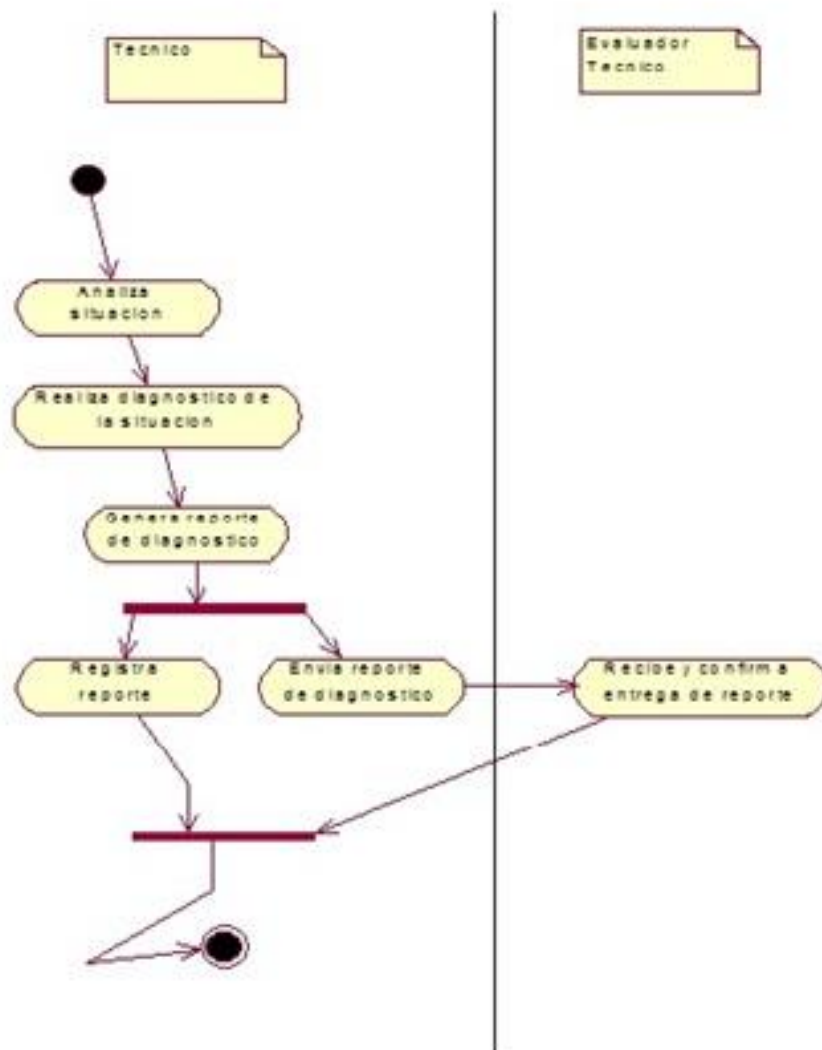 Tecnico
Evaluador
Tecnico
Analiza
situacion
Realiza diagnostico de
la situacion
Genera reporte
de diagnostico
Registra
reporte
Envia reporte
de diagnostico
Recibe y confirma
entrega de reporte